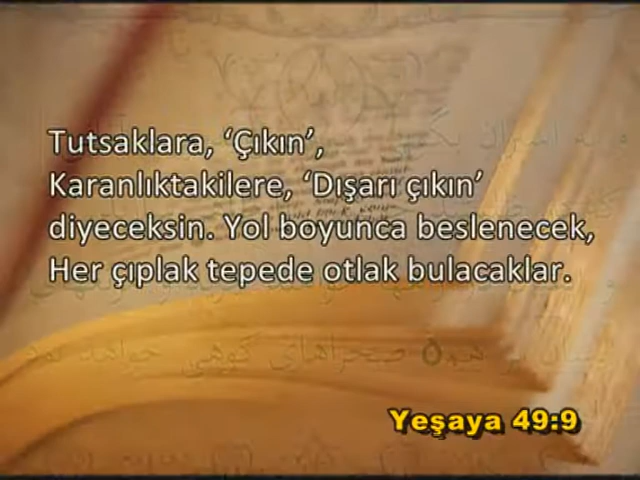 Tutsaklara, ‘Çıkın’,
Karanlıktakilere, ‘Dışarı çıkın’
diyeceksin. Yol boyunca beslenecek,
Her çıplak tepede otlak bulacaklar.
Yeşaya 49:9